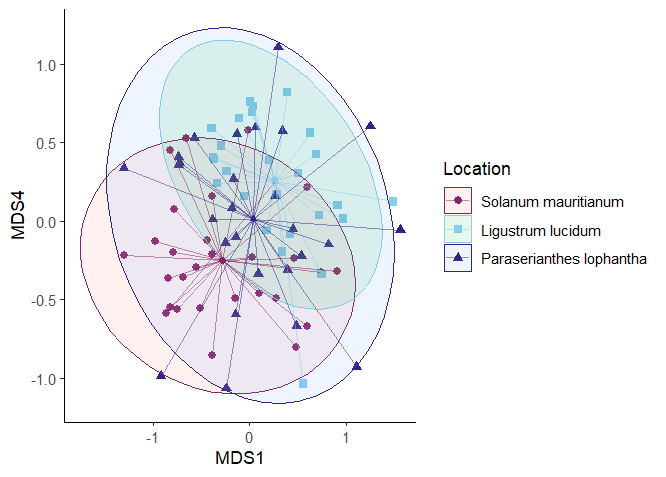 1.0
0.5
0.0
-0.5
-1.0
MDS4
-1 0 1
MDS1
Location
Solanum mauritianum
Ligustrum lucidum
Paraserianthes lophantha